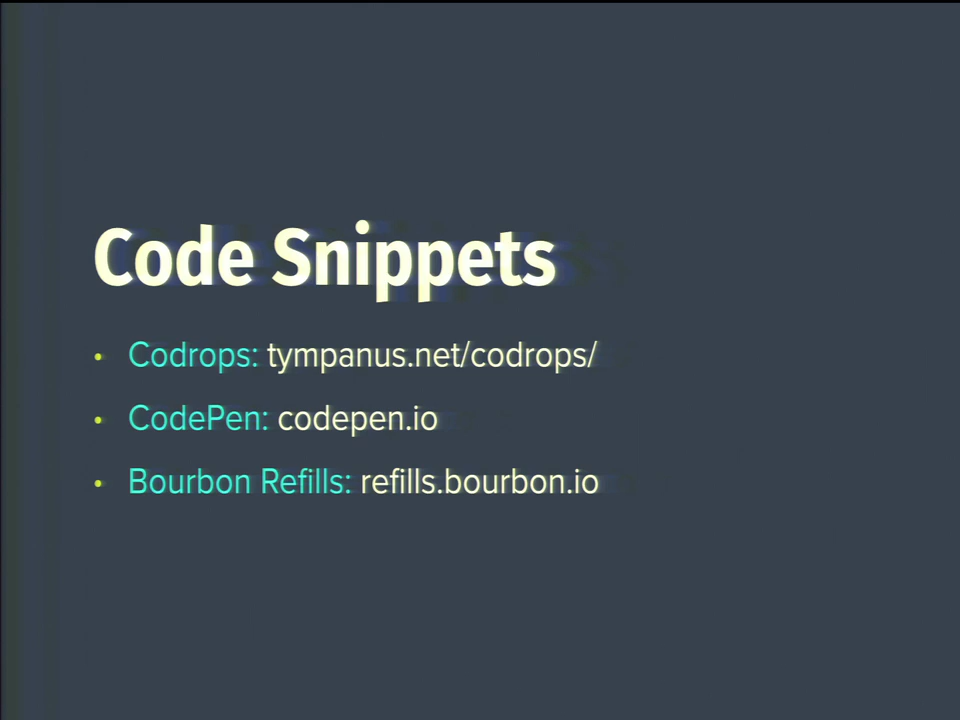 Code Snippets
• Codrops: tympanus.net/codrops/
• CodePen: codepen.io
• Bourbon Refills: refills.bourbon.io